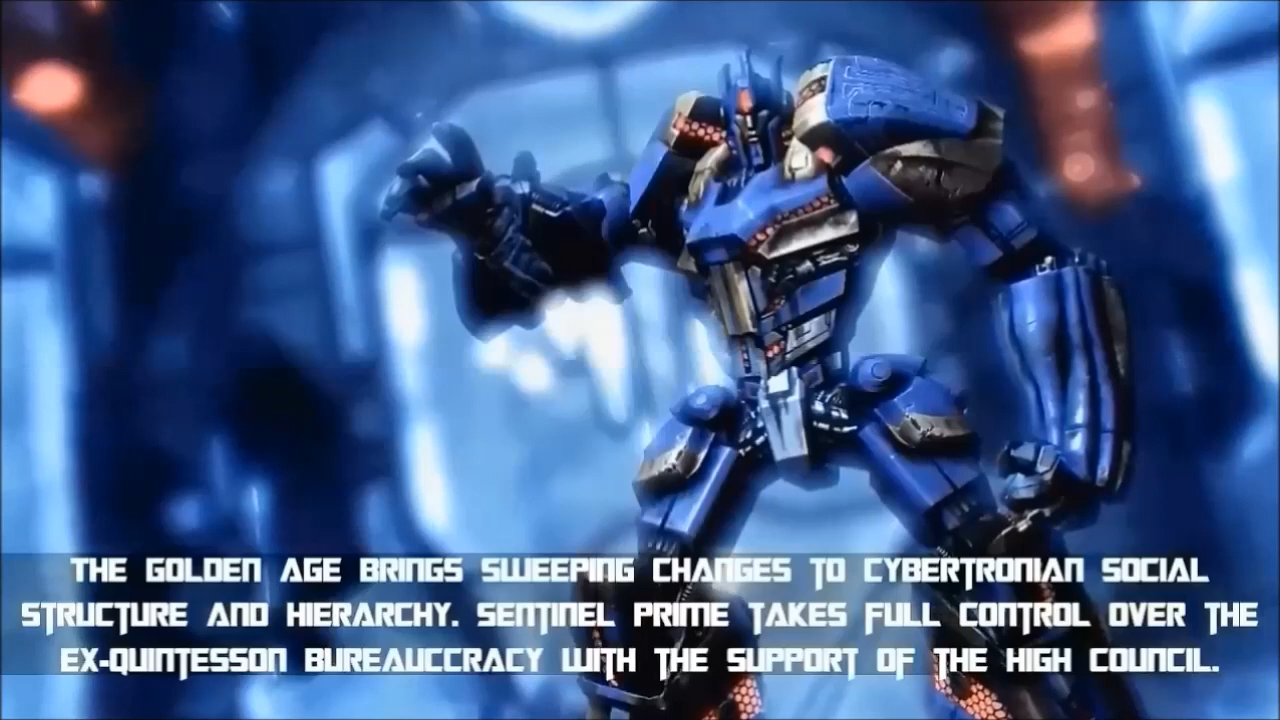 THE GOLDEN AGE BRINGS SWEEPING CHANGES TO CYBERTRONIAN SOCIAL
STRUCTURE AND HIERARCHY. SENTINEL PRIME TAKES FULL CONTROL OVER THE
EX-QUINTESSON BUREAUCCRACY WITH THE SUPPORT OF THE HIGH COUNCIL.